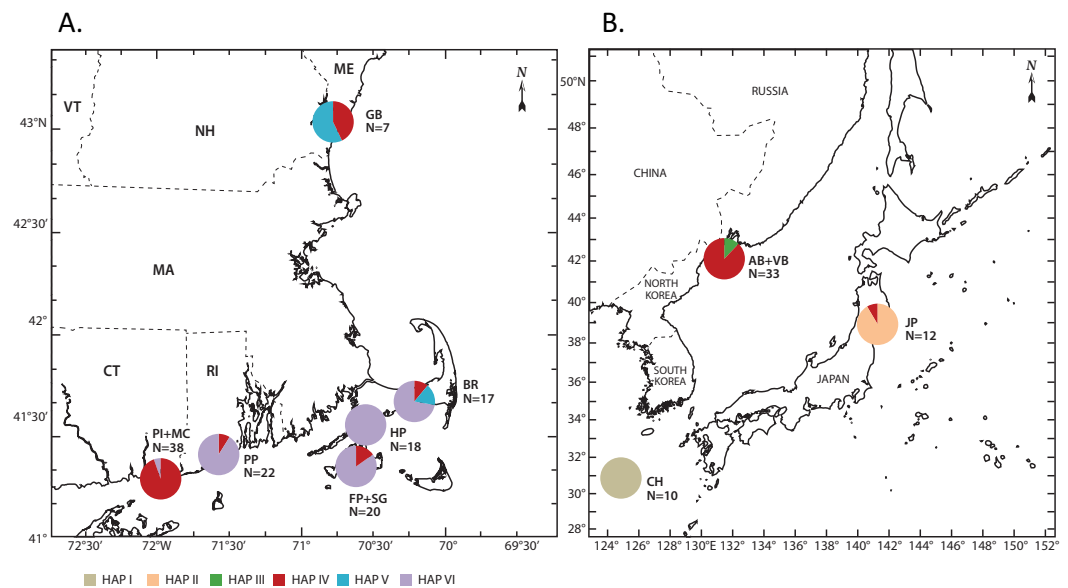 A.
ME
N
VT
NH
GB
N=7
43°N
42°30'
MA
42°
CT
RI
BR
N=17
41°30'
PI+MC
N=38
HP
N=18
PP
N=22
FP+SG
N=20
41°
72°30' 72°W 71°30' 71° 70°30' 70° 69°30'
B.
50°N
RUSSIA
N
48°
CHINA
46°
44°
AB+VB
N=33
42°
NORTH
KOREA
40°
JP
N=12
38°
SOUTH
KOREA
JAPAN
36°
34°
32°
CH
N=10
30°
28°
124° 126° 128° 130°E 132° 134° 136° 138° 140° 142° 144° 146° 148° 150° 152°
HAP I HAP II HAP III HAP IV HAP V HAP VI